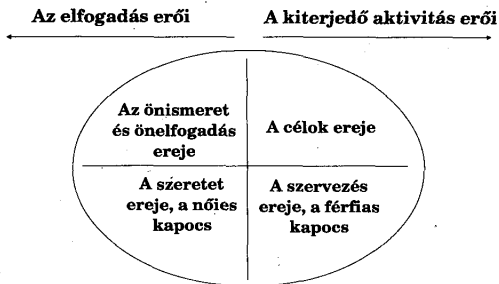 Az elfogadás erői
A kiterjedő aktivitás erői
Az önismeret
és önelfogadás
ereje
A célok ereje
A szeretet
ereje, a nőies
kapocs
A szervezés
ereje, a férfias
kapocs